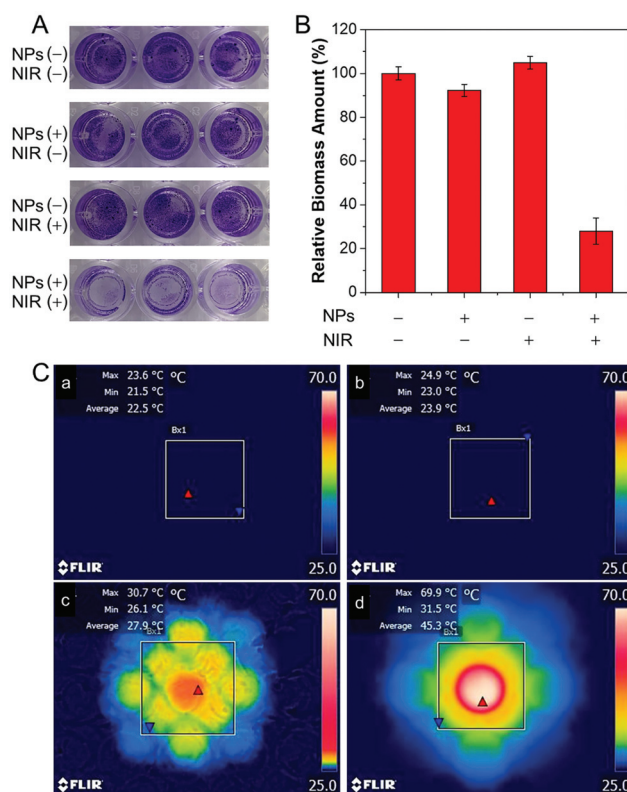 A
NPs (−)
NIR (−)
NPs (+)
NIR (−)
NPs (−)
NIR (+)
NPs (+)
NIR (+)
B
Relative Biomass Amount (%)
120
100
80
60
40
20
0
NPs − + − +
NIR − − + +
C
a
Max 23.6 °C °C
Min 21.5 °C
Average 22.5 °C
70.0
Bx1
FLIR
25.0
b
Max 24.9 °C °C
Min 23.0 °C
Average 23.9 °C
70.0
Bx1
FLIR
25.0
c
Max 30.7 °C °C
Min 26.1 °C
Average 27.9 °C
70.0
Bx1
FLIR
25.0
d
Max 69.9 °C °C
Min 31.5 °C
Average 45.3 °C
70.0
Bx1
FLIR
25.0